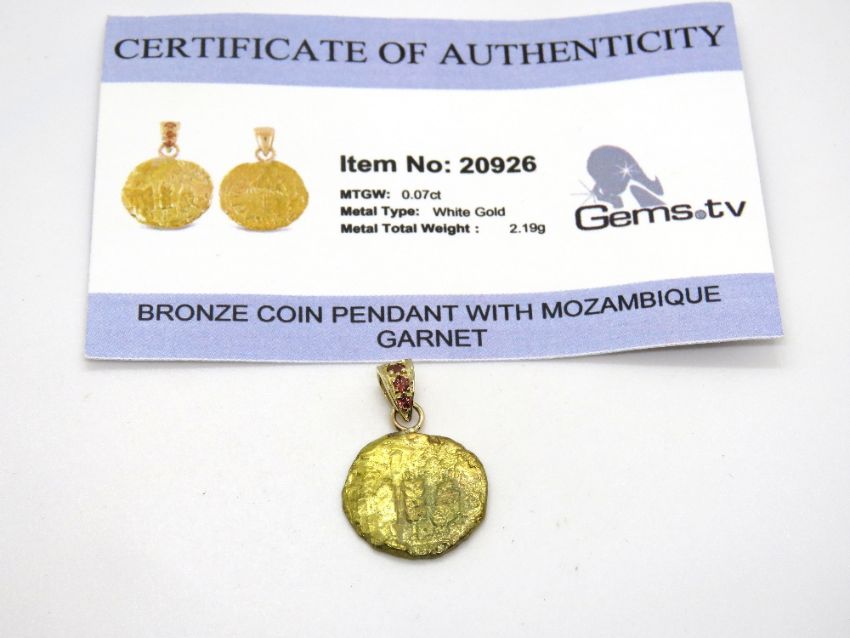 CERTIFICATE OF AUTHENTICITY
Item No: 20926
MTGW: 0.07ct
Metal Type: White Gold
Metal Total Weight : 2.19g
Gems.tv
BRONZE COIN PENDANT WITH MOZAMBIQUE
GARNET